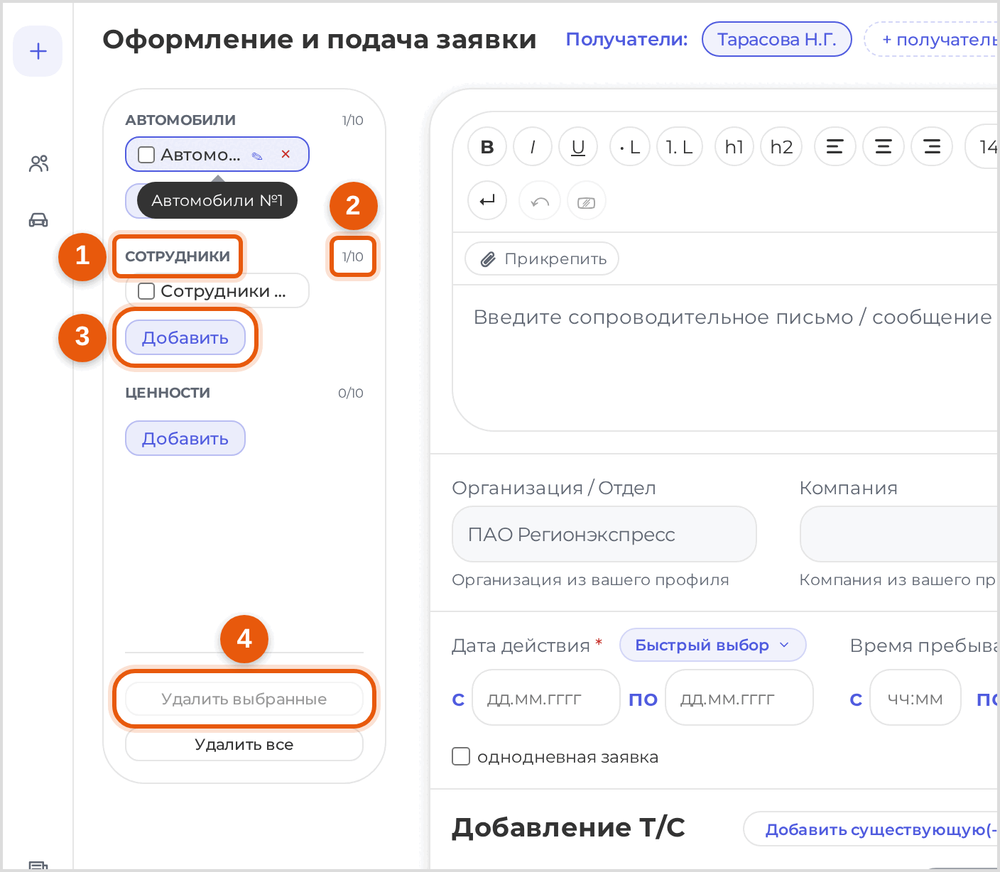 Оформление и подача заявки
Получатели:
Тарасова Н.Г.
+ получатель
АВТОМОБИЛИ
1/10
Автомо...
Автомобили №1
2
1
СОТРУДНИКИ
1/10
Сотрудники ...
3
Добавить
ЦЕННОСТИ
0/10
Добавить
4
Удалить выбранные
Удалить все
B I U · L 1. L h1 h2 14
Прикрепить
Введите сопроводительное письмо / сообщение
Организация / Отдел
Компания
ПАО Регионэкспресс
Организация из вашего профиля
Компания из вашего пр
Дата действия *
Быстрый выбор
Время пребыва
с дд.мм.гггг по дд.мм.гггг
с чч:мм по
однодневная заявка
Добавление Т/С
Добавить существующую(-